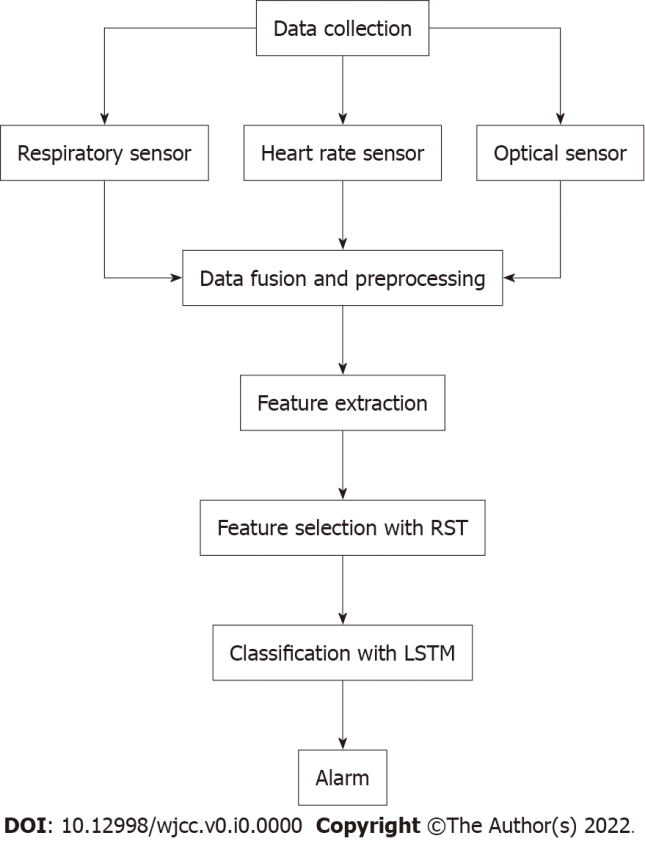 Data collection
Respiratory sensor
Heart rate sensor
Optical sensor
Data fusion and preprocessing
Feature extraction
Feature selection with RST
Classification with LSTM
Alarm
DOI: 10.12998/wjcc.v0.i0.0000 Copyright ©The Author(s) 2022.